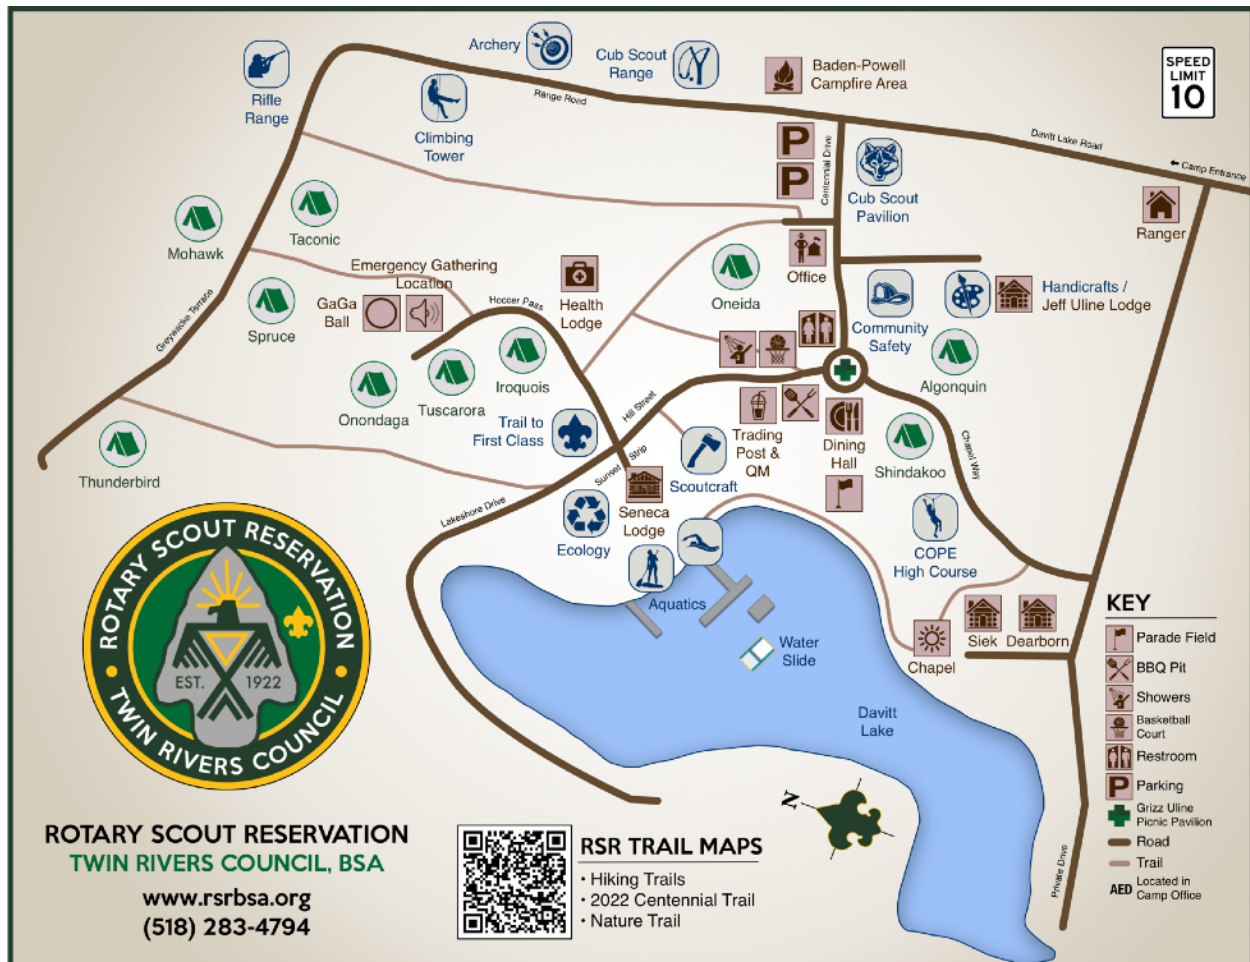 Archery
Cub Scout
Range
Baden-Powell
Campfire Area
SPEED
LIMIT
10
Rifle
Range
Range Road
Climbing
Tower
Davitt Lake Road
Camp Entrance
P
P
Centennial Drive
Cub Scout
Pavilion
Ranger
Mohawk
Taconic
Emergency Gathering
Location
GaGa
Ball
Health
Lodge
Oneida
Office
Handicrafts /
Jeff Uline Lodge
Community
Safety
Algonquin
Spruce
Greywacke Terrace
Hoccer Pass
Iroquois
Tuscarora
Onondaga
Hill Street
Trail to
First Class
Trading
Post &
QM
Dining
Hall
Shindakoo
Chapel Way
Thunderbird
Sunset Strip
Scoutcraft
Lakeshore Drive
Seneca
Lodge
Ecology
COPE
High Course
Aquatics
Water
Slide
Chapel
Siek
Dearborn
Davitt
Lake
N
Private Drive
KEY
Parade Field
BBQ Pit
Showers
Basketball
Court
Restroom
P Parking
Grizz Uline
Picnic Pavilion
Road
Trail
AED Located in
Camp Office
ROTARY SCOUT RESERVATION
EST. 1922
TWIN RIVERS COUNCIL
ROTARY SCOUT RESERVATION
TWIN RIVERS COUNCIL, BSA
www.rsrbsa.org
(518) 283-4794
RSR TRAIL MAPS
• Hiking Trails
• 2022 Centennial Trail
• Nature Trail